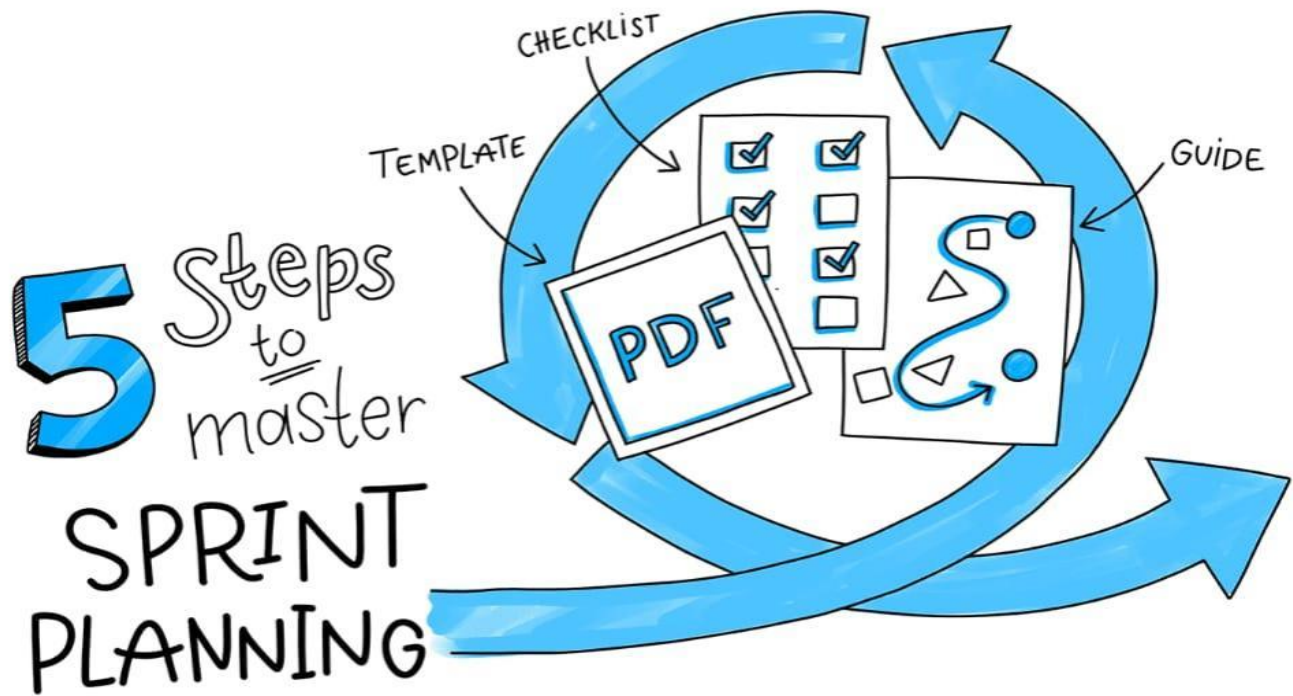 5 Steps
to
master
SPRINT
PLANNING
TEMPLATE
CHECKLIST
GUIDE
PDF